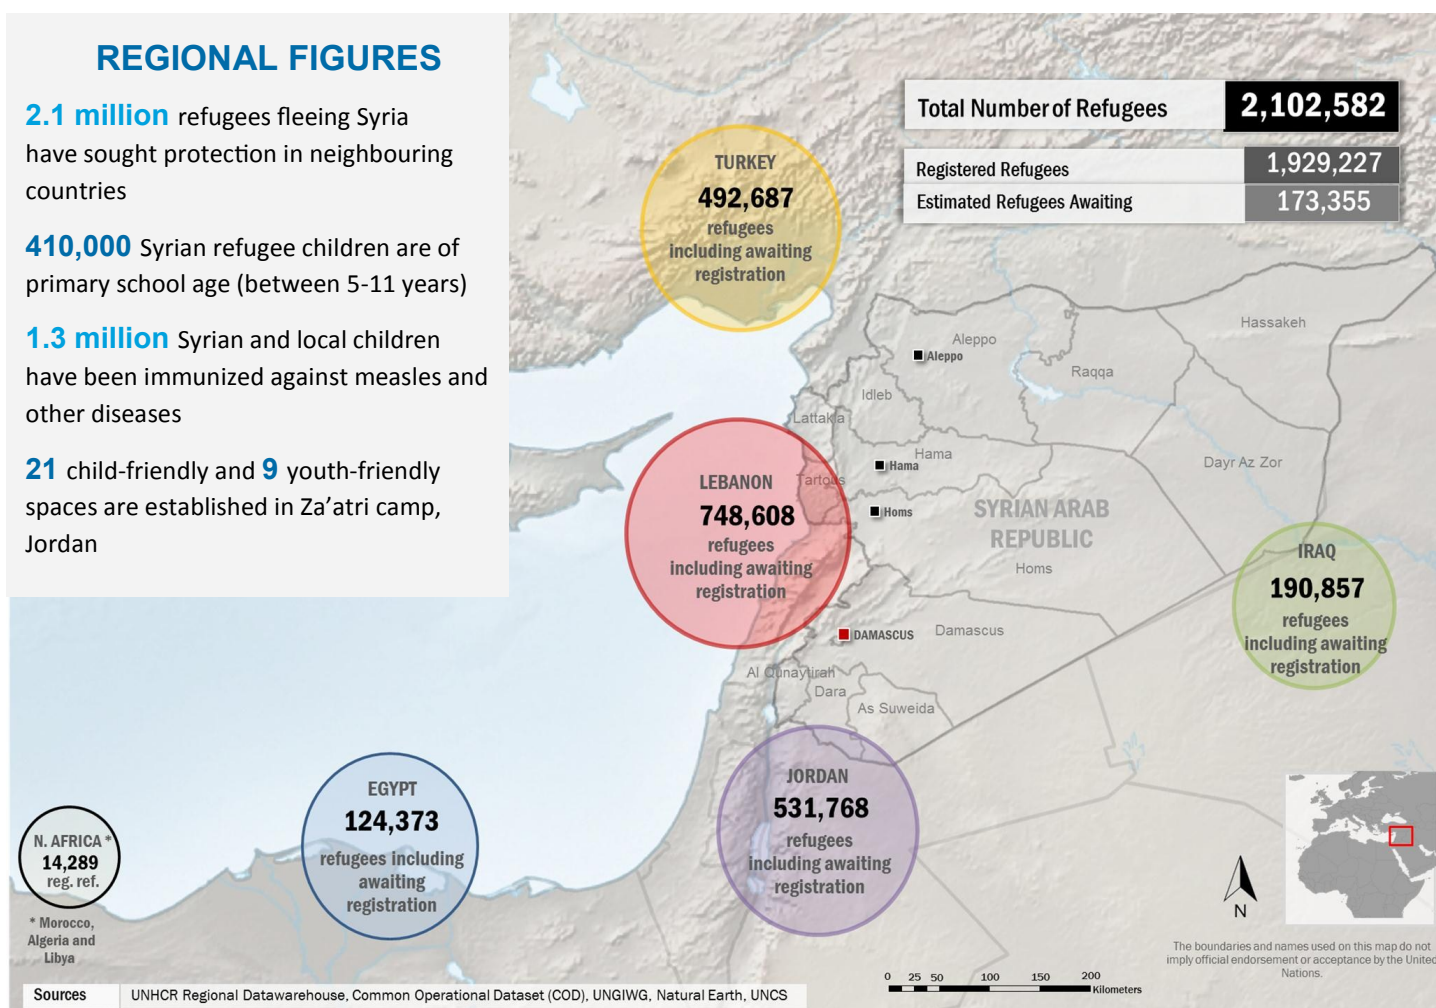 REGIONAL FIGURES
2.1 million refugees fleeing Syria
have sought protection in neighbouring
countries
410,000 Syrian refugee children are of
primary school age (between 5-11 years)
1.3 million Syrian and local children
have been immunized against measles and
other diseases
21 child-friendly and 9 youth-friendly
spaces are established in Za’atri camp,
Jordan
Total Number of Refugees 2,102,582
Registered Refugees 1,929,227
Estimated Refugees Awaiting 173,355
TURKEY
492,687
refugees
including awaiting
registration
Hassakeh
Aleppo
Aleppo
Raqqa
Idleb
Lattakia
Hama
Hama
Dayr Az Zor
Tartous
Homs
SYRIAN ARAB
REPUBLIC
Homs
LEBANON
748,608
refugees
including awaiting
registration
IRAQ
190,857
refugees
including awaiting
registration
DAMASCUS
Damascus
Al Qunaytirah
Dara
As Suweida
JORDAN
531,768
refugees
including awaiting
registration
EGYPT
124,373
refugees including
awaiting
registration
N. AFRICA *
14,289
reg. ref.
* Morocco,
Algeria and
Libya
N
The boundaries and names used on this map do not
imply official endorsement or acceptance by the United
Nations.
0 25 50 100 150 200
Kilometers
Sources UNHCR Regional Datawarehouse, Common Operational Dataset (COD), UNGIWG, Natural Earth, UNCS